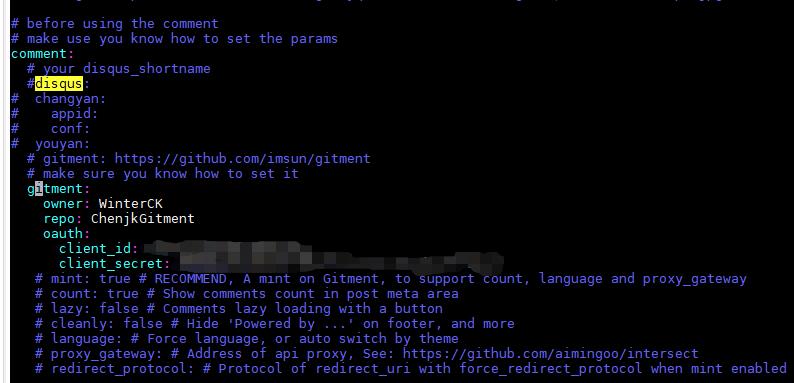 # before using the comment
# make use you know how to set the params
comment:
  # your disqus_shortname
  #disqus:
#  changyan:
#    appid:
#    conf:
#  youyan:
  # gitment: https://github.com/imsun/gitment
  # make sure you know how to set it
  gitment:
    owner: WinterCK
    repo: ChenjkGitment
    oauth:
      client_id:
      client_secret:
   # mint: true # RECOMMEND, A mint on Gitment, to support count, language and proxy_gateway
   # count: true # Show comments count in post meta area
   # lazy: false # Comments lazy loading with a button
   # cleanly: false # Hide 'Powered by ...' on footer, and more
   # language: # Force language, or auto switch by theme
   # proxy_gateway: # Address of api proxy, See: https://github.com/aimingoo/intersect
   # redirect_protocol: # Protocol of redirect_uri with force_redirect_protocol when mint enabled